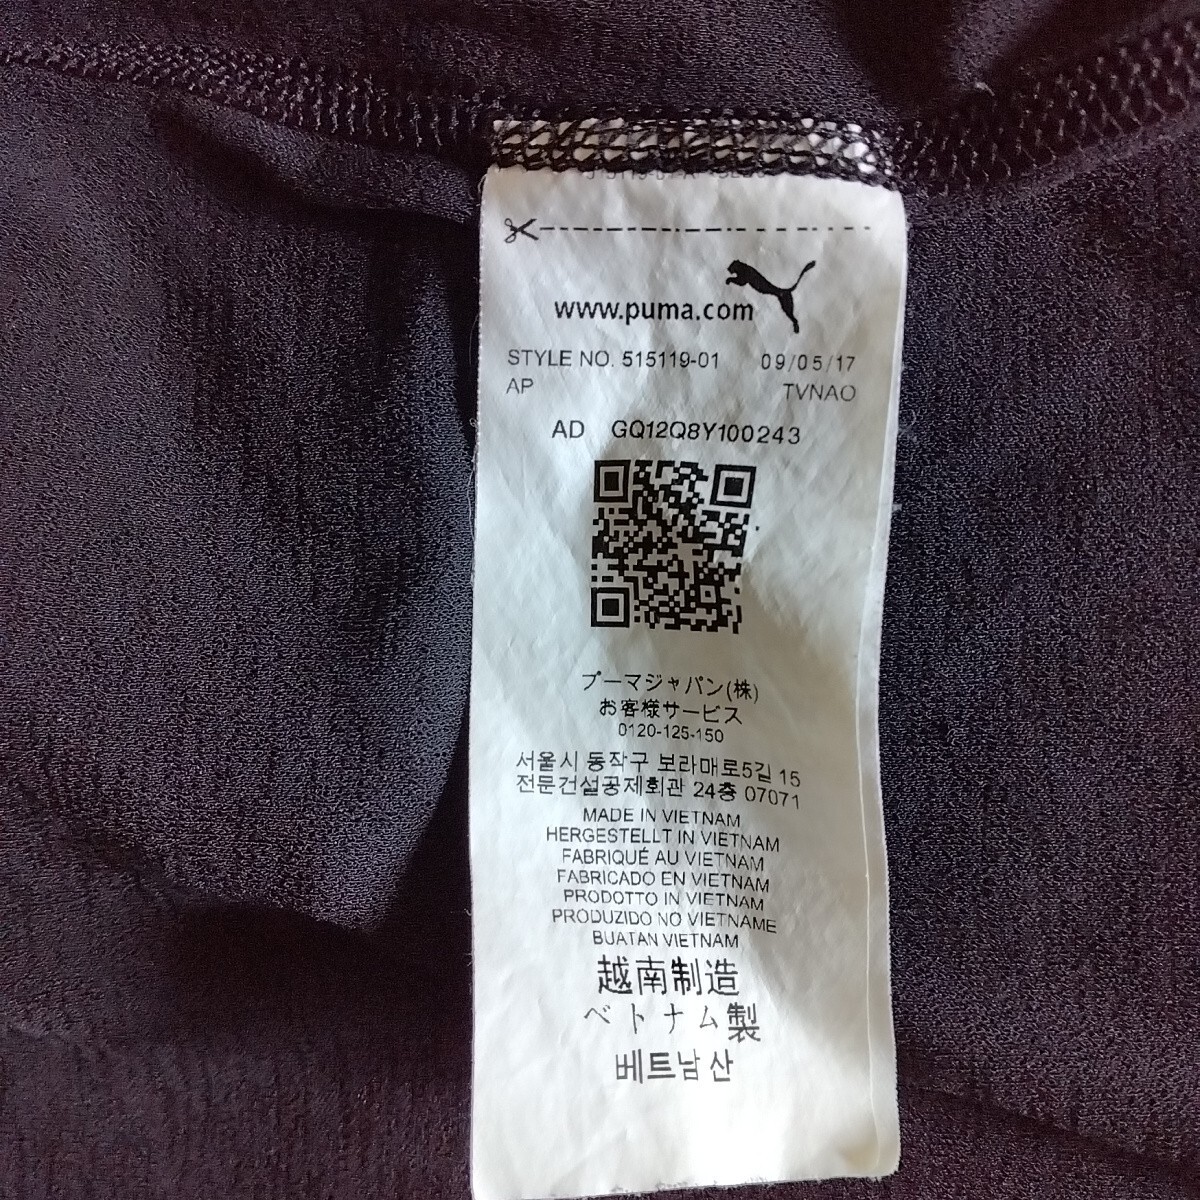 www.puma.com
STYLE NO. 515119-01 09/05/17
AP TVNAO
AD GQ12Q8Y100243
プーマジャパン(株)
お客様サービス
0120-125-150
서울시 동작구 보라매로5길 15
전문건설공제회관 24층 07071
MADE IN VIETNAM
HERGESTELLT IN VIETNAM
FABRIQUÉ AU VIETNAM
FABRICADO EN VIETNAM
PRODOTTO IN VIETNAM
PRODUZIDO NO VIETNAME
BUATAN VIETNAM
越南制造
ベトナム製
베트남산